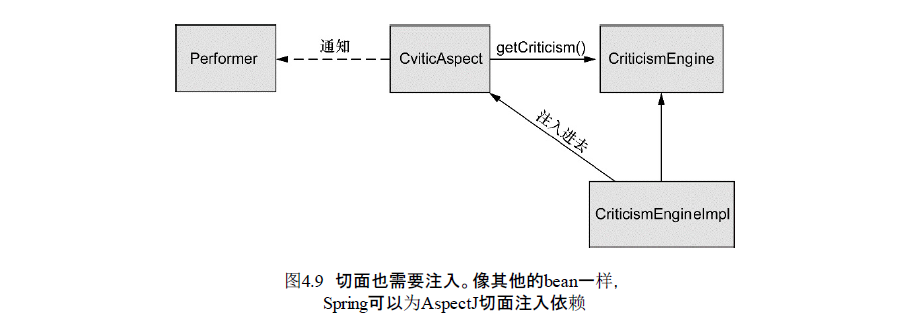 通知
getCriticism()
Performer
CviticAspect
CriticismEngine
注入进去
CriticismEngineImpl
图4.9 切面也需要注入。像其他的bean一样，
Spring可以为AspectJ切面注入依赖